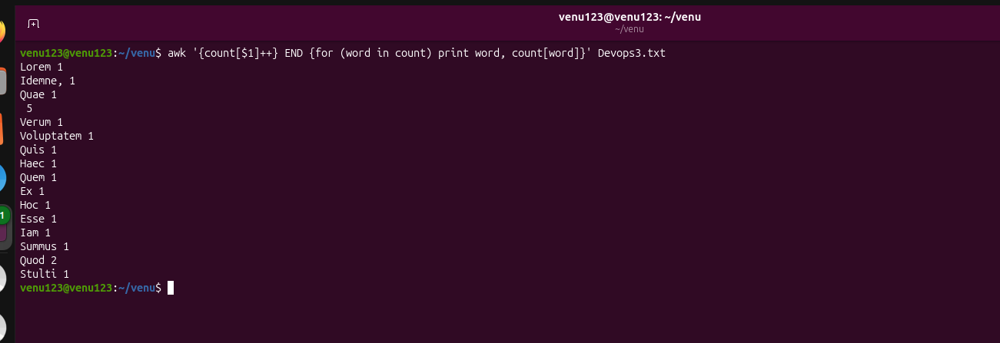 venu123@venu123: ~/venu
~/venu
venu123@venu123:~/venu$ awk '{count[$1]++} END {for (word in count) print word, count[word]}' Devops3.txt
Lorem 1
Idemne, 1
Quae 1
 5
Verum 1
Voluptatem 1
Quis 1
Haec 1
Quem 1
Ex 1
Hoc 1
Esse 1
Iam 1
Summus 1
Quod 2
Stulti 1
venu123@venu123:~/venu$
1